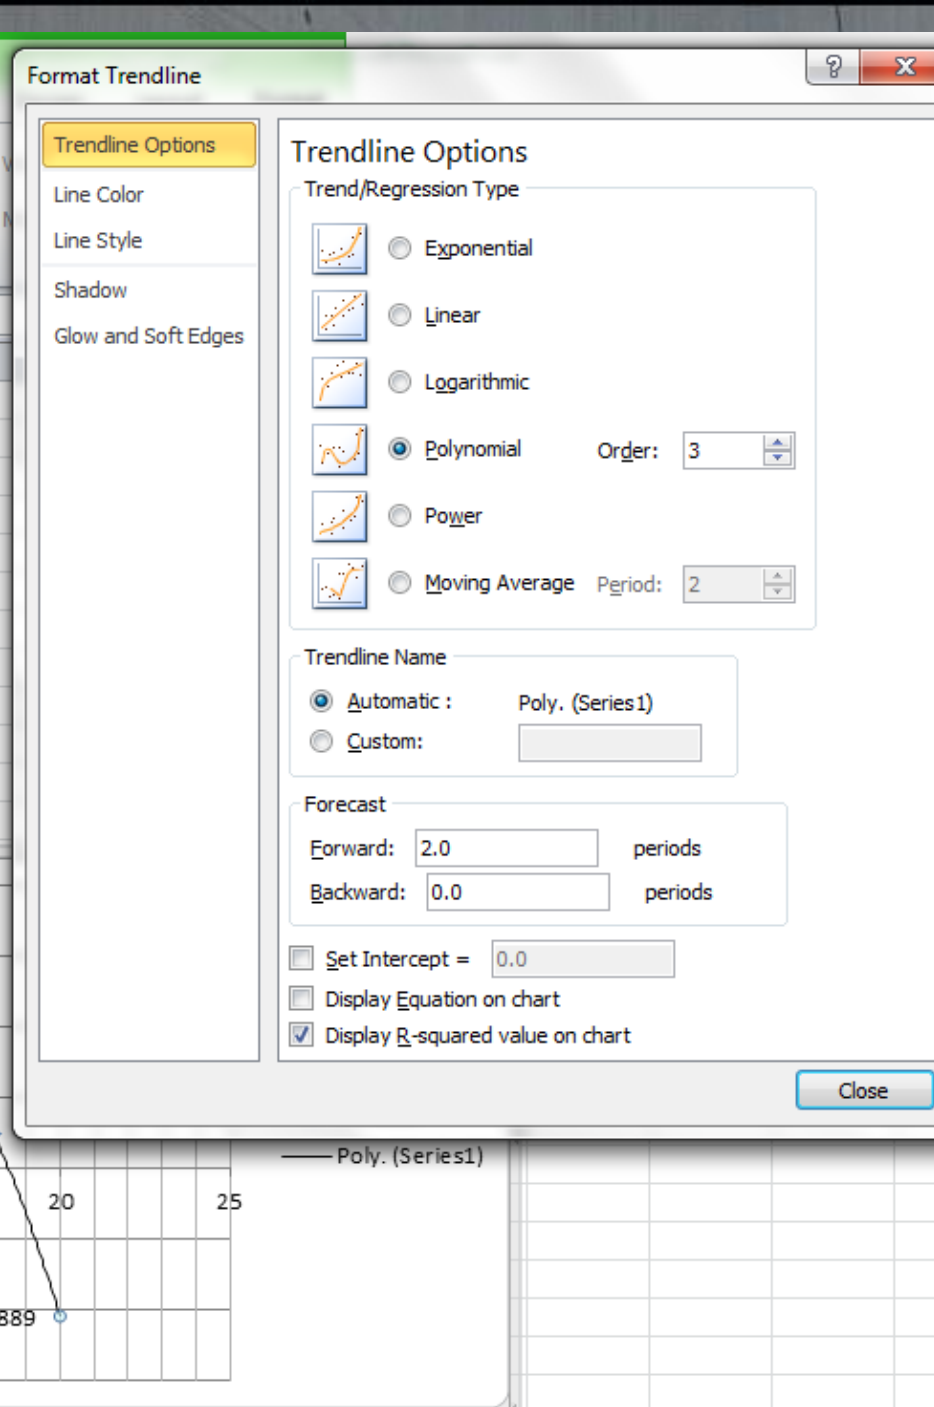 Format Trendline
Trendline Options
Line Color
Line Style
Shadow
Glow and Soft Edges
Trendline Options
Trend/Regression Type
Exponential
Linear
Logarithmic
Polynomial Order: 3
Power
Moving Average Period: 2
Trendline Name
Automatic : Poly. (Series1)
Custom:
Forecast
Forward: 2.0 periods
Backward: 0.0 periods
Set Intercept = 0.0
Display Equation on chart
Display R-squared value on chart
Close
Poly. (Series1)
20 25
889